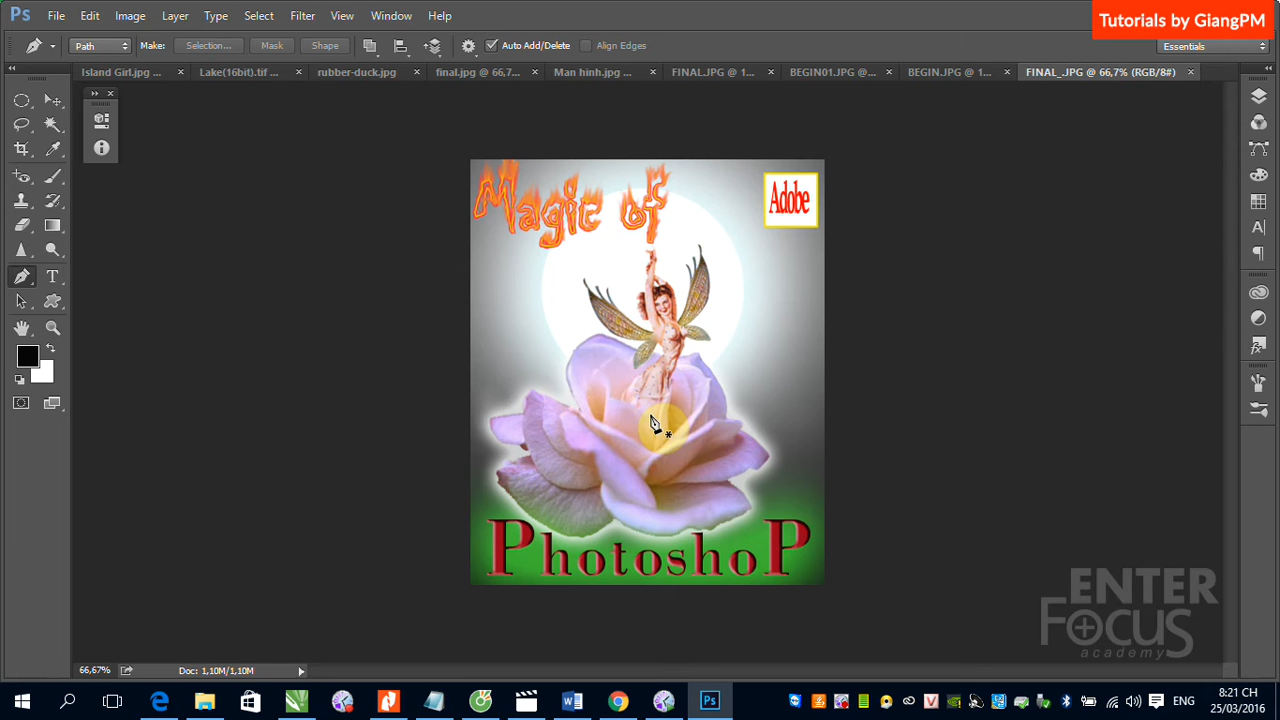 Ps File Edit Image Layer Type Select Filter View Window Help
Tutorials by GiangPM
Path Make: Selection... Mask Shape Auto Add/Delete Align Edges Essentials
Island Girl.jpg ... Lake(16bit).tif ... rubber-duck.jpg final.jpg @ 66,7... Man hinh.jpg ... FINAL.JPG @ 1... BEGIN01.JPG @... BEGIN.JPG @ 1... FINAL_.JPG @ 66,7% (RGB/8#)
Magic of
Adobe
PhotoshoP
ENTER
FOCUS
academy
66,67% Doc: 1,10M/1,10M
Ps ENG 8:21 CH
25/03/2016